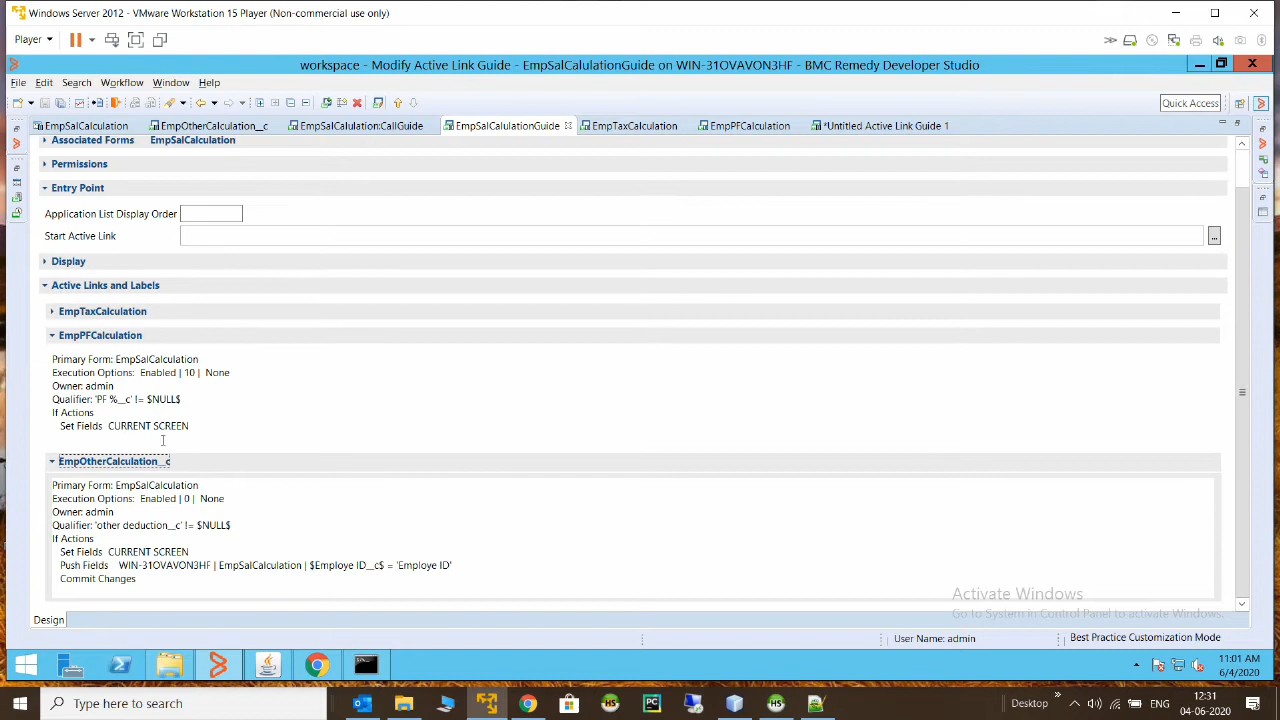 Windows Server 2012 - VMware Workstation 15 Player (Non-commercial use only)
Player
workspace - Modify Active Link Guide - EmpSalCalulationGuide on WIN-31OVAVON3HF - BMC Remedy Developer Studio
File Edit Search Workflow Window Help
Quick Access
EmpSalCalculation EmpOtherCalculation__c EmpSalCalulation:CallGuide EmpSalCalulationGuide EmpTaxCalculation EmpPFCalculation *Untitled Active Link Guide 1
Associated Forms EmpSalCalculation
Permissions
Entry Point
Application List Display Order
Start Active Link ...
Display
Active Links and Labels
EmpTaxCalculation
EmpPFCalculation
Primary Form: EmpSalCalculation
Execution Options: Enabled | 10 | None
Owner: admin
Qualifier: 'PF %__c' != $NULL$
If Actions
Set Fields CURRENT SCREEN
EmpOtherCalculation__c
Primary Form: EmpSalCalculation
Execution Options: Enabled | 0 | None
Owner: admin
Qualifier: 'other deduction__c' != $NULL$
If Actions
Set Fields CURRENT SCREEN
Push Fields WIN-31OVAVON3HF | EmpSalCalculation | $Employe ID__c$ = 'Employe ID'
Commit Changes
Activate Windows
Go to System in Control Panel to activate Windows.
Design
User Name: admin
Best Practice Customization Mode
11:01 AM
6/4/2020
Type here to search
Desktop
ENG
12:31
04-06-2020